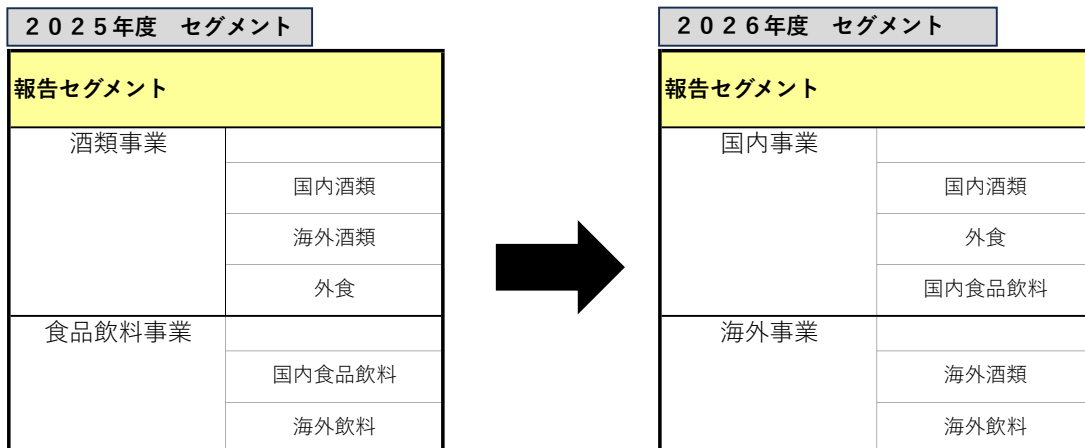 ２０２５年度　セグメント
報告セグメント
酒類事業
国内酒類
海外酒類
外食
食品飲料事業
国内食品飲料
海外飲料
２０２６年度　セグメント
報告セグメント
国内事業
国内酒類
外食
国内食品飲料
海外事業
海外酒類
海外飲料